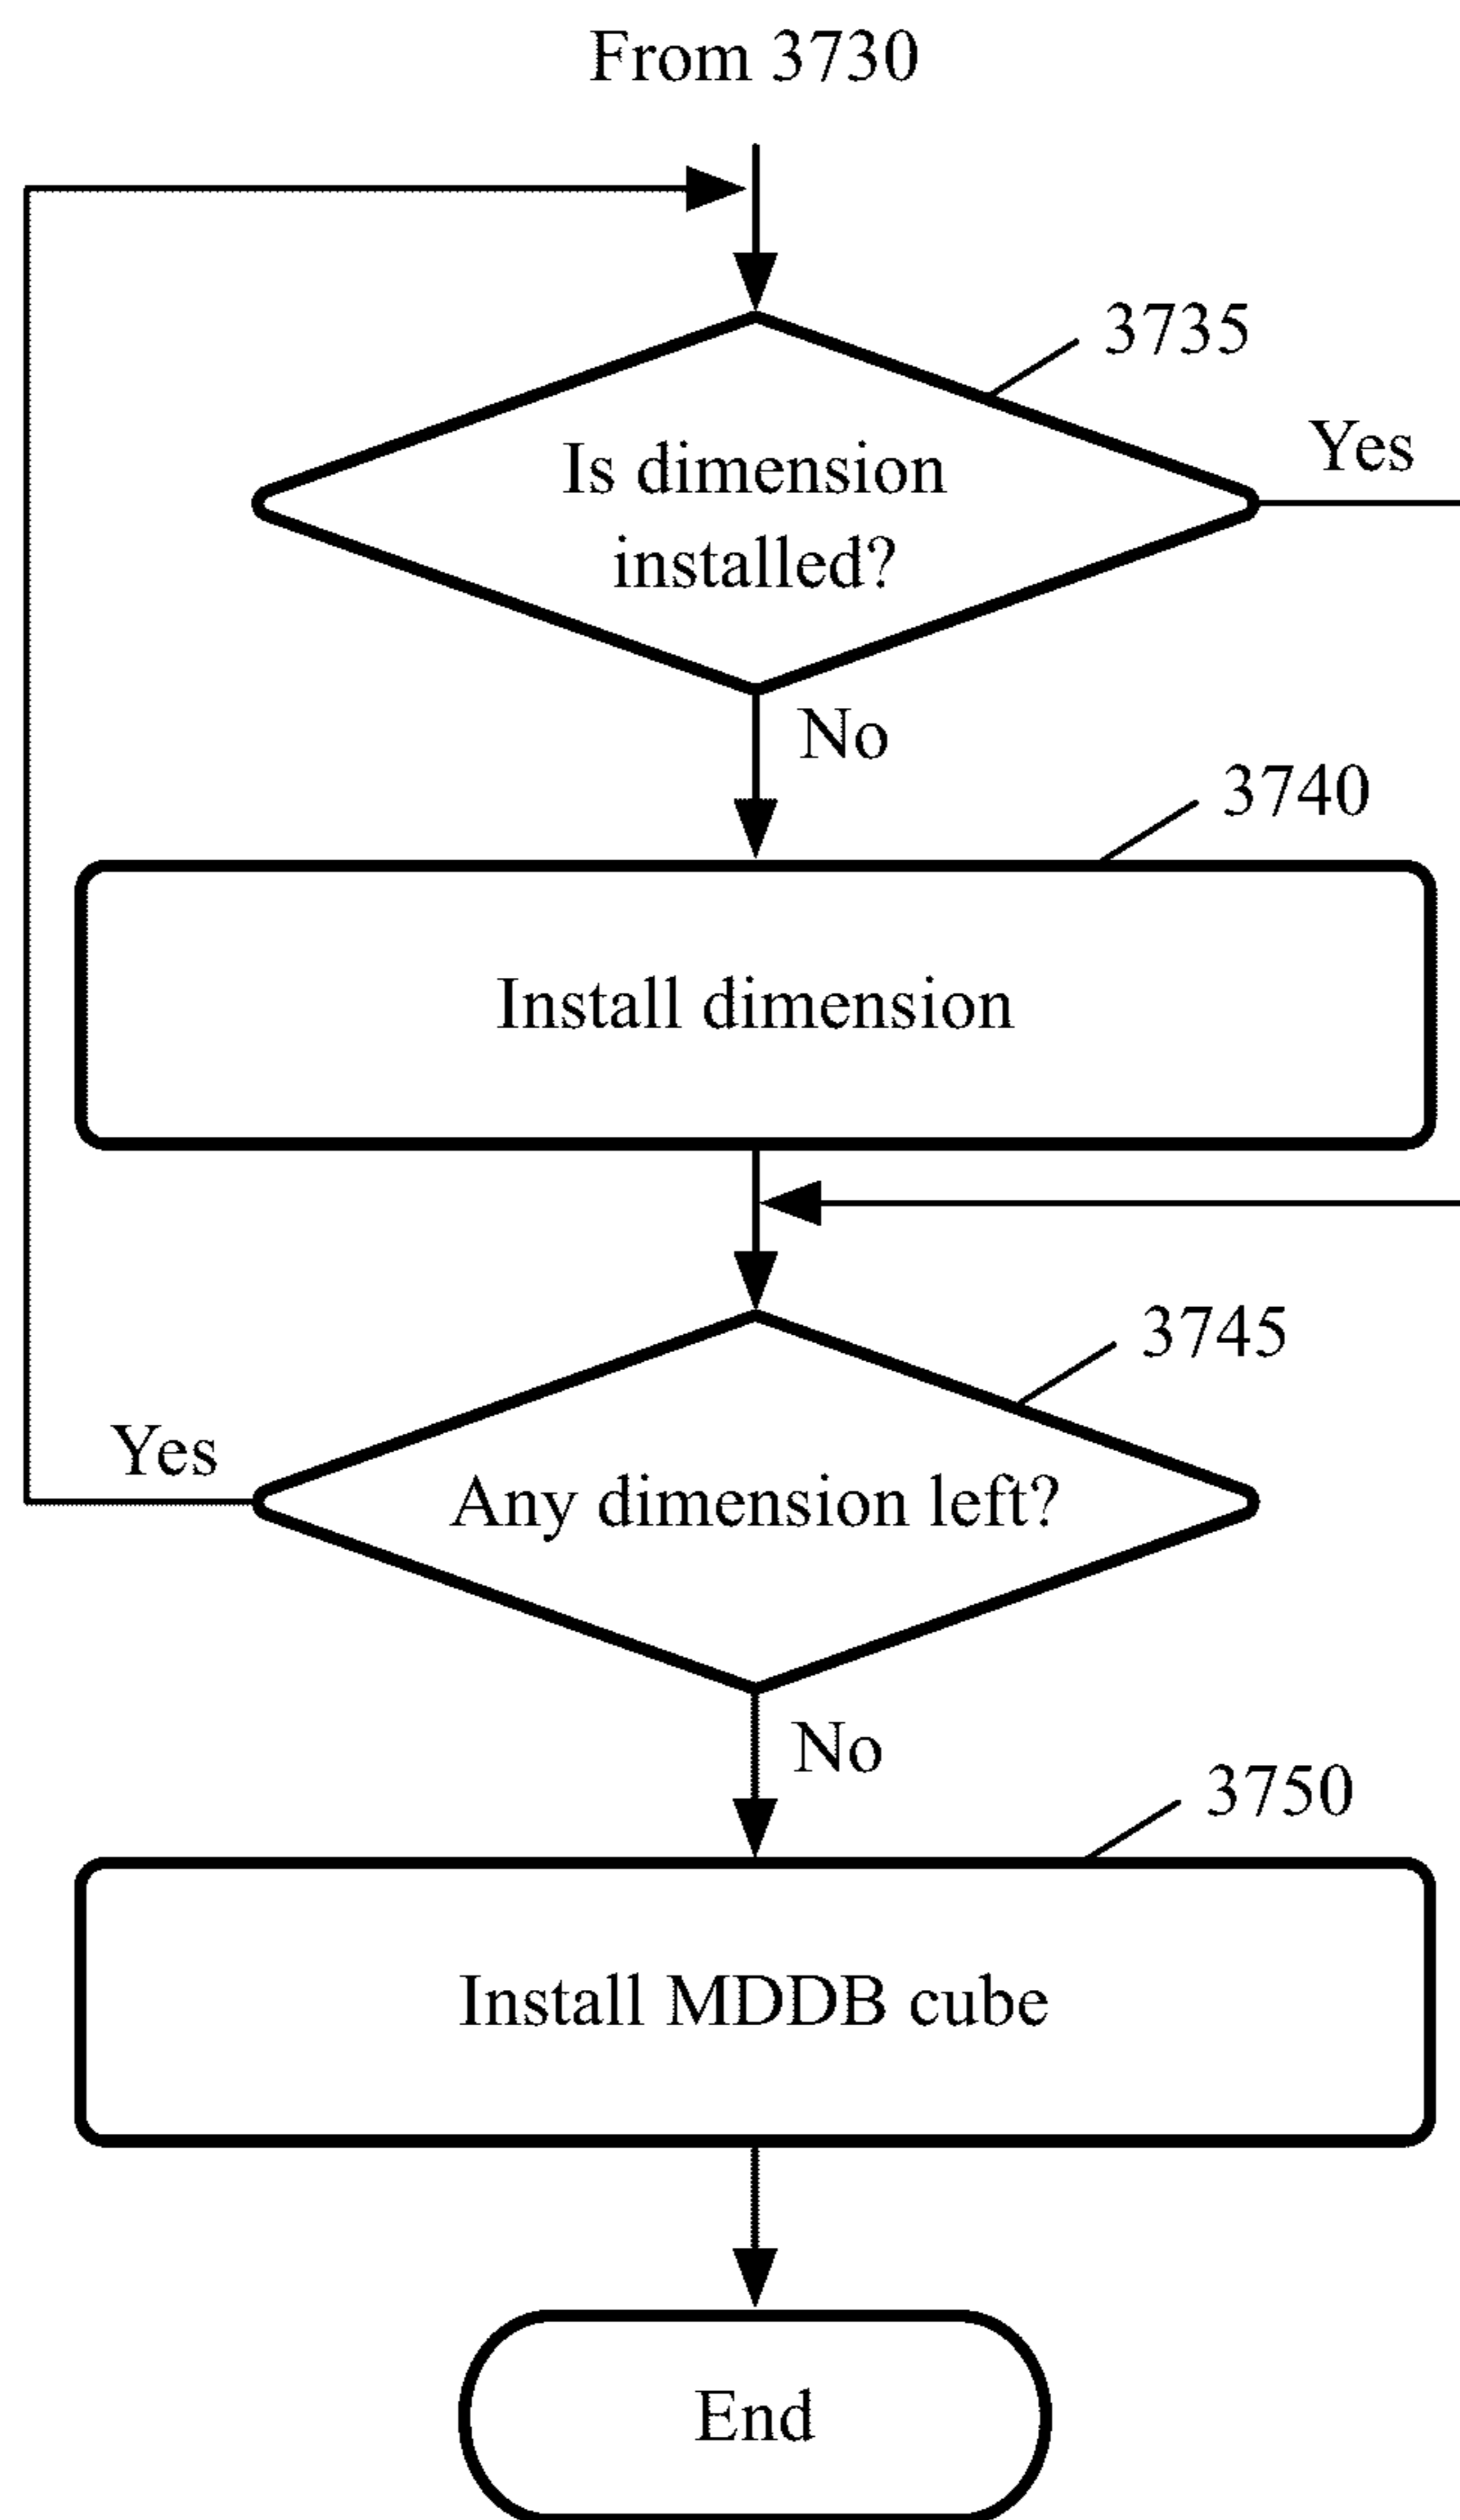 From 3730
3735
Yes
Is dimension
installed?
No
3740
Install dimension
3745
Yes
Any dimension left?
No
3750
Install MDDB cube
End